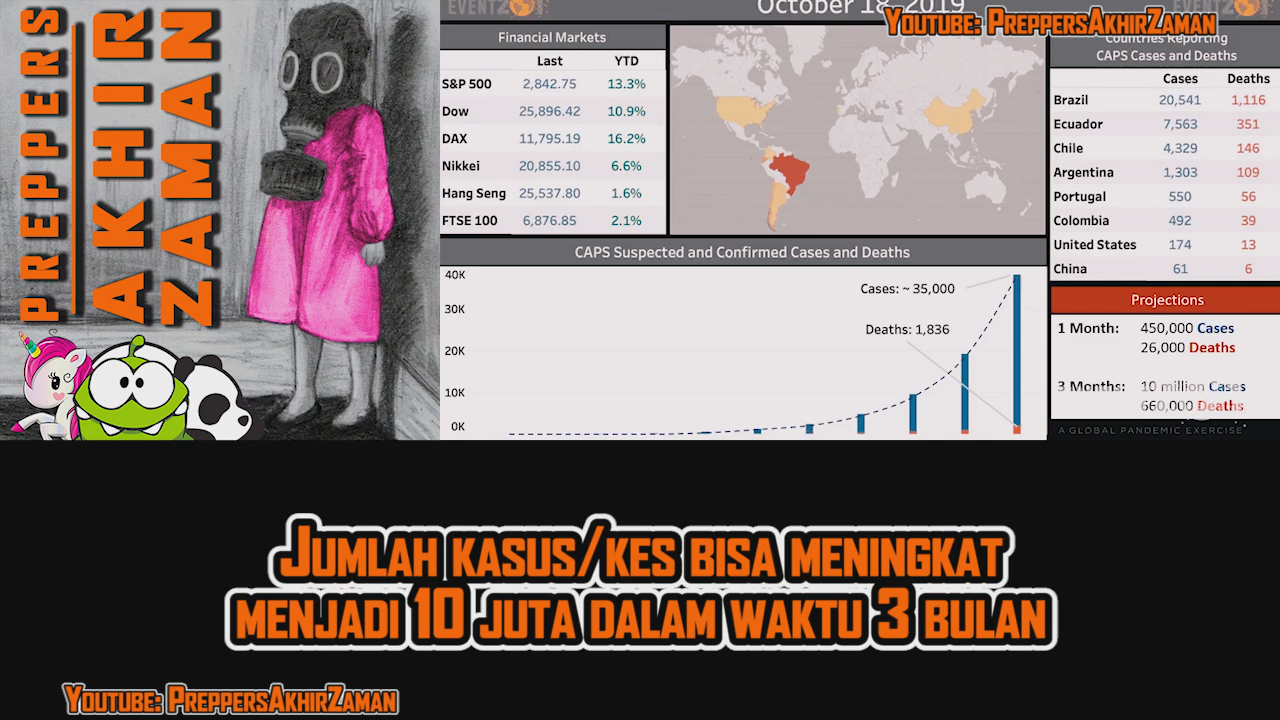 PREPPERS
AKHIR
ZAMAN
October 18, 2019
YOUTUBE: PREPPERSAKHIRZAMAN
Financial Markets
Last YTD
S&P 500 2,842.75 13.3%
Dow 25,896.42 10.9%
DAX 11,795.19 16.2%
Nikkei 20,855.10 6.6%
Hang Seng 25,537.80 1.6%
FTSE 100 6,876.85 2.1%
Countries Reporting
CAPS Cases and Deaths
Cases Deaths
Brazil 20,541 1,116
Ecuador 7,563 351
Chile 4,329 146
Argentina 1,303 109
Portugal 550 56
Colombia 492 39
United States 174 13
China 61 6
CAPS Suspected and Confirmed Cases and Deaths
40K
30K
20K
10K
0K
Cases: ~ 35,000
Deaths: 1,836
Projections
1 Month: 450,000 Cases
26,000 Deaths
3 Months: 10 million Cases
660,000 Deaths
A GLOBAL PANDEMIC EXERCISE
JUMLAH KASUS/KES BISA MENINGKAT
MENJADI 10 JUTA DALAM WAKTU 3 BULAN
YOUTUBE: PREPPERSAKHIRZAMAN